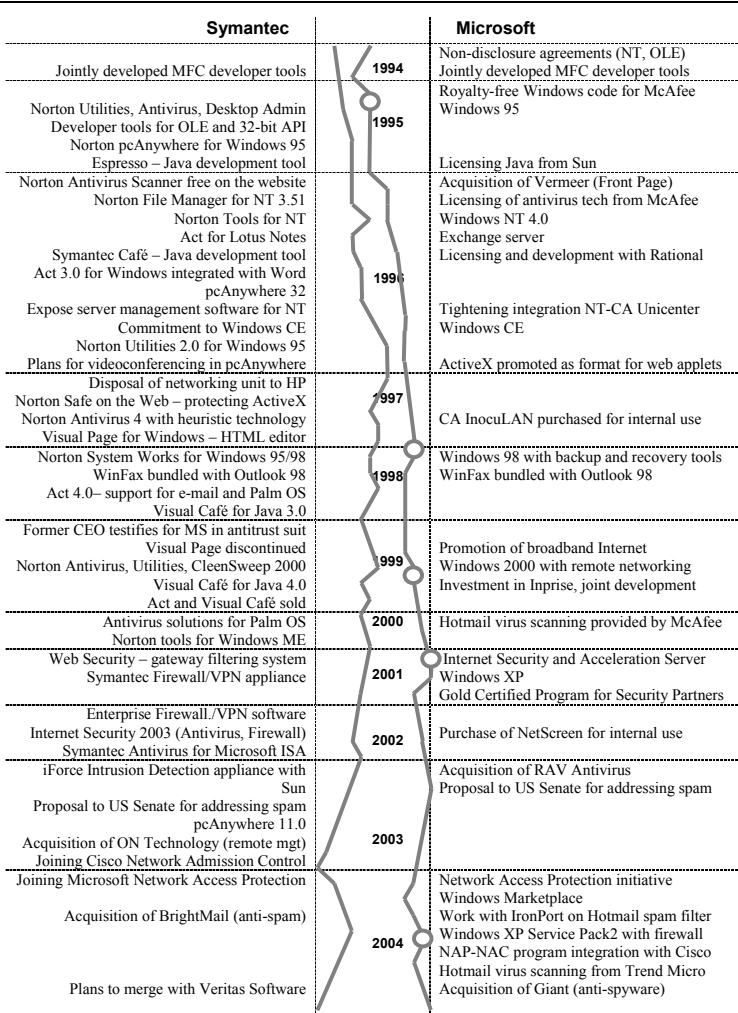 Symantec Microsoft
Non-disclosure agreements (NT, OLE)
Jointly developed MFC developer tools 1994 Jointly developed MFC developer tools
Royalty-free Windows code for McAfee
Norton Utilities, Antivirus, Desktop Admin Windows 95
Developer tools for OLE and 32-bit API 1995
Norton pcAnywhere for Windows 95
Espresso – Java development tool Licensing Java from Sun
Norton Antivirus Scanner free on the website Acquisition of Vermeer (Front Page)
Norton File Manager for NT 3.51 Licensing of antivirus tech from McAfee
Norton Tools for NT Windows NT 4.0
Act for Lotus Notes Exchange server
Symantec Café – Java development tool Licensing and development with Rational
Act 3.0 for Windows integrated with Word 1996
pcAnywhere 32
Expose server management software for NT Tightening integration NT-CA Unicenter
Commitment to Windows CE Windows CE
Norton Utilities 2.0 for Windows 95
Plans for videoconferencing in pcAnywhere ActiveX promoted as format for web applets
Disposal of networking unit to HP
Norton Safe on the Web – protecting ActiveX 1997
Norton Antivirus 4 with heuristic technology CA InocuLAN purchased for internal use
Visual Page for Windows – HTML editor
Norton System Works for Windows 95/98 Windows 98 with backup and recovery tools
WinFax bundled with Outlook 98 1998 WinFax bundled with Outlook 98
Act 4.0– support for e-mail and Palm OS
Visual Café for Java 3.0
Former CEO testifies for MS in antitrust suit
Visual Page discontinued Promotion of broadband Internet
Norton Antivirus, Utilities, CleenSweep 2000 1999 Windows 2000 with remote networking
Visual Café for Java 4.0 Investment in Inprise, joint development
Act and Visual Café sold
Antivirus solutions for Palm OS 2000 Hotmail virus scanning provided by McAfee
Norton tools for Windows ME
Web Security – gateway filtering system Internet Security and Acceleration Server
Symantec Firewall/VPN appliance 2001 Windows XP
Gold Certified Program for Security Partners
Enterprise Firewall./VPN software
Internet Security 2003 (Antivirus, Firewall) 2002 Purchase of NetScreen for internal use
Symantec Antivirus for Microsoft ISA
iForce Intrusion Detection appliance with Acquisition of RAV Antivirus
Sun Proposal to US Senate for addressing spam
Proposal to US Senate for addressing spam
pcAnywhere 11.0
Acquisition of ON Technology (remote mgt) 2003
Joining Cisco Network Admission Control
Joining Microsoft Network Access Protection Network Access Protection initiative
Windows Marketplace
Acquisition of BrightMail (anti-spam) Work with IronPort on Hotmail spam filter
Windows XP Service Pack2 with firewall
2004 NAP-NAC program integration with Cisco
Hotmail virus scanning from Trend Micro
Plans to merge with Veritas Software Acquisition of Giant (anti-spyware)